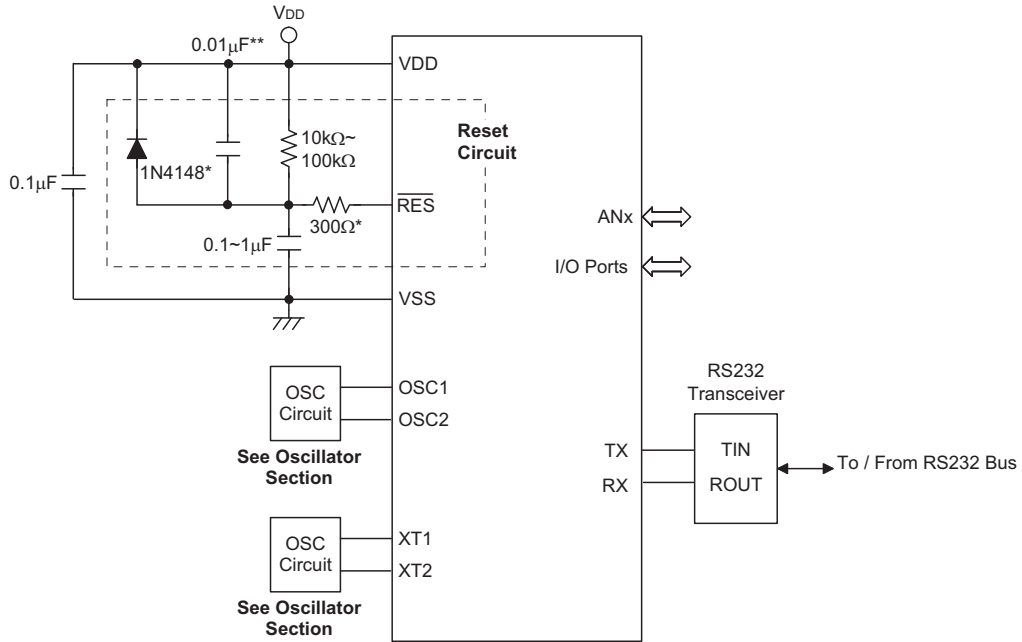 VDD
0.01μF**
VDD
Reset
Circuit
10kΩ~
100kΩ
1N4148*
0.1μF
RES
300Ω*
0.1~1μF
VSS
ANx
I/O Ports
OSC
Circuit
OSC1
OSC2
See Oscillator
Section
RS232
Transceiver
TX
TIN
RX
ROUT
To / From RS232 Bus
OSC
Circuit
XT1
XT2
See Oscillator
Section